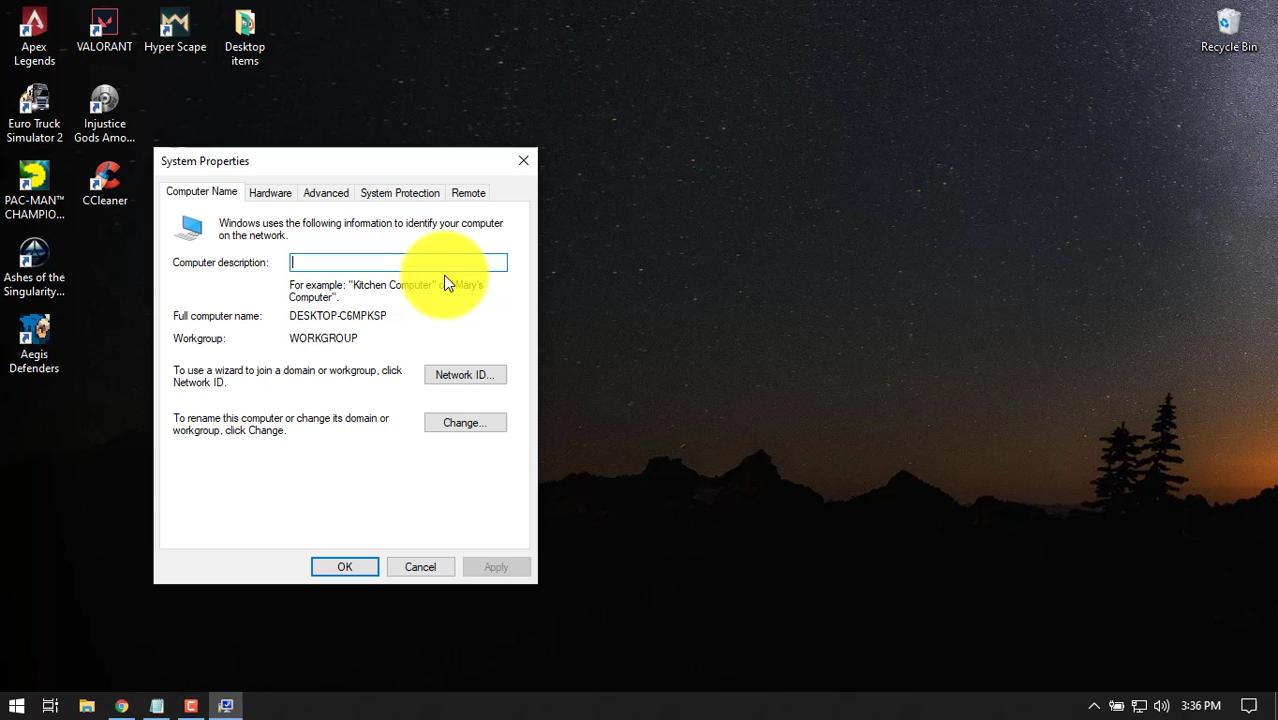 Apex
Legends
VALORANT
Hyper Scape
Desktop
items
Recycle Bin
Euro Truck
Simulator 2
Injustice
Gods Amo...
PAC-MAN™
CHAMPIO...
CCleaner
Ashes of the
Singularity...
Aegis
Defenders
System Properties
Computer Name
Hardware
Advanced
System Protection
Remote
Windows uses the following information to identify your computer
on the network.
Computer description:
For example: "Kitchen Computer" or "Mary's
Computer".
Full computer name: DESKTOP-C6MPKSP
Workgroup: WORKGROUP
To use a wizard to join a domain or workgroup, click
Network ID.
Network ID...
To rename this computer or change its domain or
workgroup, click Change.
Change...
OK
Cancel
Apply
3:36 PM